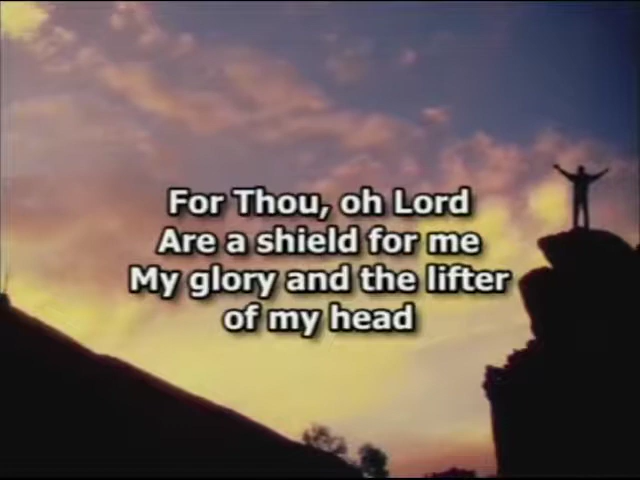 For Thou, oh Lord
Are a shield for me
My glory and the lifter
of my head